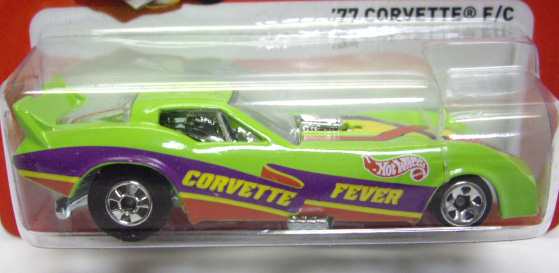 '77 CORVETTE® F/C
Hot Wheels
CORVETTE FEVER